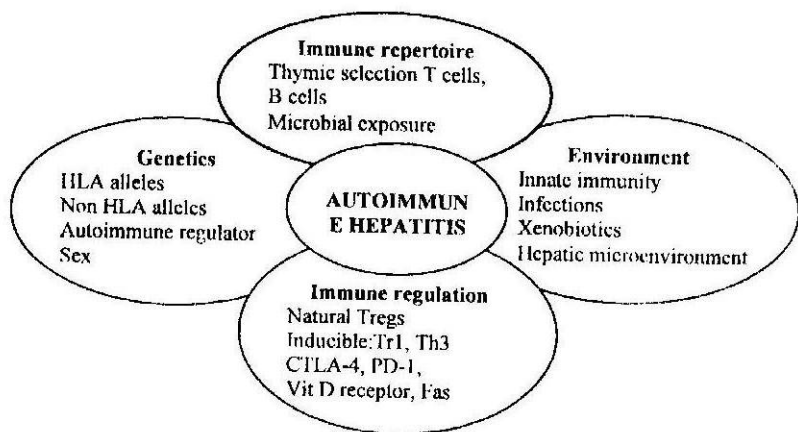 Immune repertoire
Thymic selection T cells,
B cells
Microbial exposure
Genetics
HLA alleles
Non HLA alleles
Autoimmune regulator
Sex
AUTOIMMUN
E HEPATITIS
Environment
Innate immunity
Infections
Xenobiotics
Hepatic microenvironment
Immune regulation
Natural Tregs
Inducible:Tr1, Th3
CTLA-4, PD-1,
Vit D receptor, Fas